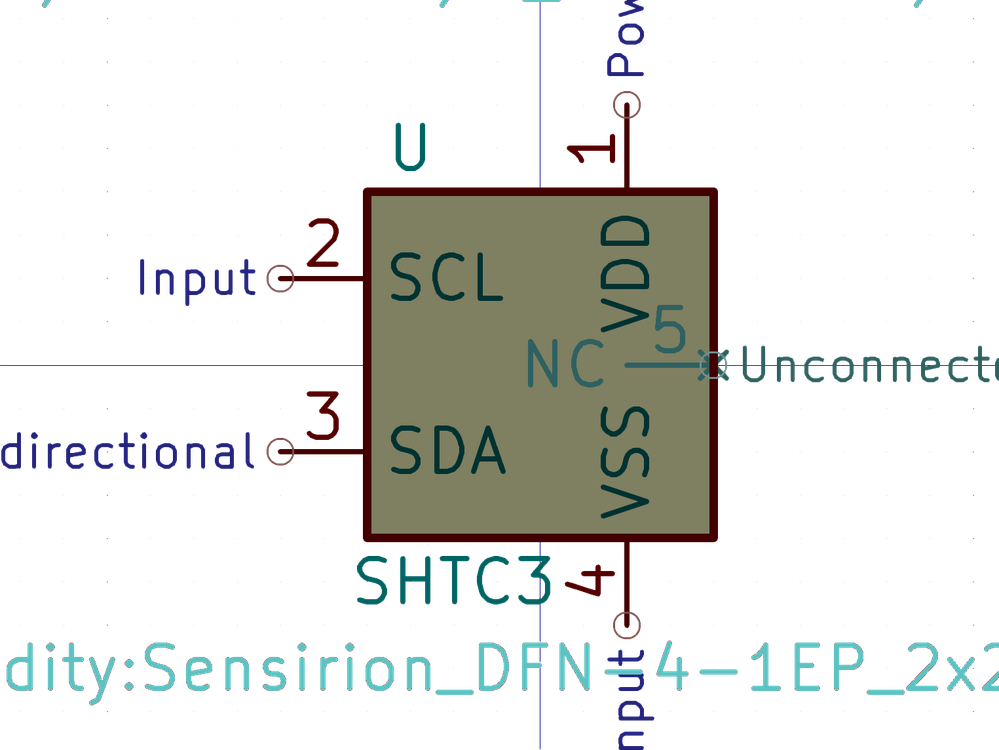 Pow
U
1
2
Input
SCL
VDD
5
NC
Unconnecte
3
directional
SDA
VSS
SHTC3
4
dity:Sensirion_DFN-4-1EP_2x2
nput